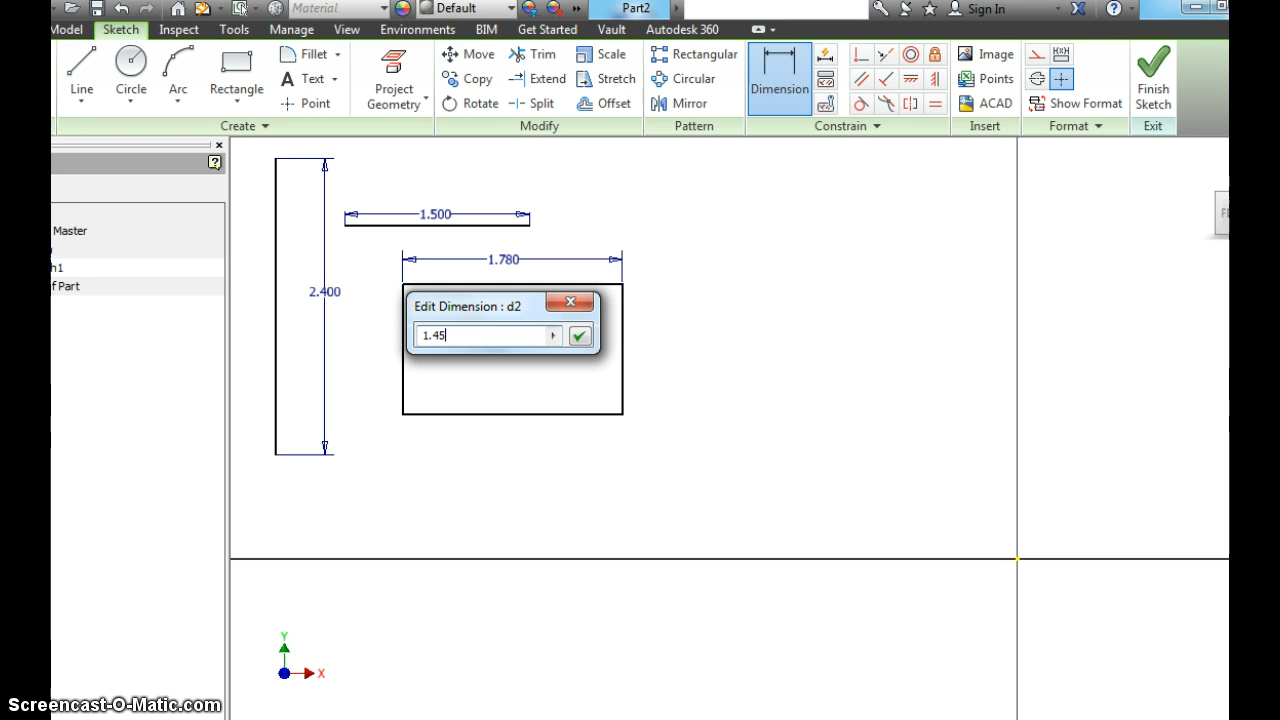 Material Default Part2 Sign In
Model Sketch Inspect Tools Manage View Environments BIM Get Started Vault Autodesk 360
Line Circle Arc Rectangle Fillet Text Point Project Geometry Move Copy Rotate Trim Extend Split Scale Stretch Offset Rectangular Circular Mirror Dimension Image Points ACAD Show Format Finish Sketch
Create Modify Pattern Constrain Insert Format Exit
Master
h1
f Part
1.500
1.780
2.400
Edit Dimension : d2
1.45
Y
X
Screencast-O-Matic.com